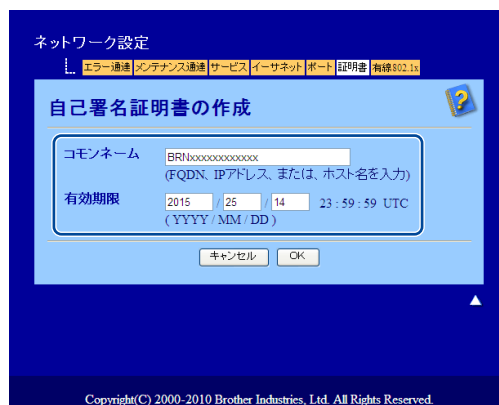 ネットワーク設定
エラー通達 メンテナンス通達 サービス イーサネット ポート 証明書 有線802.1x
自己署名証明書の作成
コモンネーム BRNxxxxxxxxxxxx
(FQDN、IPアドレス、または、ホスト名を入力)
有効期限 2015 / 25 / 14 23 : 59 : 59 UTC
( YYYY / MM / DD )
キャンセル OK
Copyright(C) 2000-2010 Brother Industries, Ltd. All Rights Reserved.